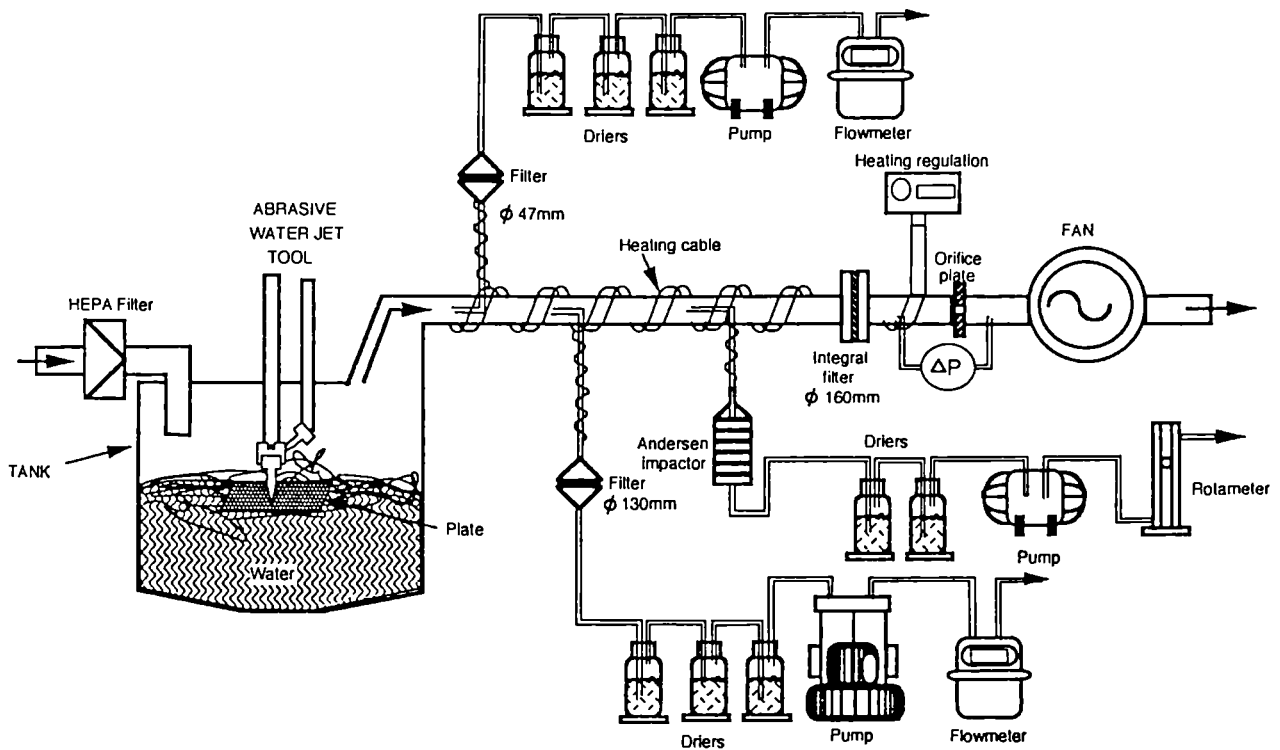 Driers
Pump
Flowmeter
Heating regulation
Filter
ϕ 47mm
ABRASIVE
WATER JET
TOOL
Heating cable
FAN
Orifice
plate
HEPA Filter
Integral
filter
ϕ 160mm
ΔP
TANK
Andersen
impactor
Driers
Rotameter
Filter
ϕ 130mm
Plate
Pump
Water
Driers
Pump
Flowmeter